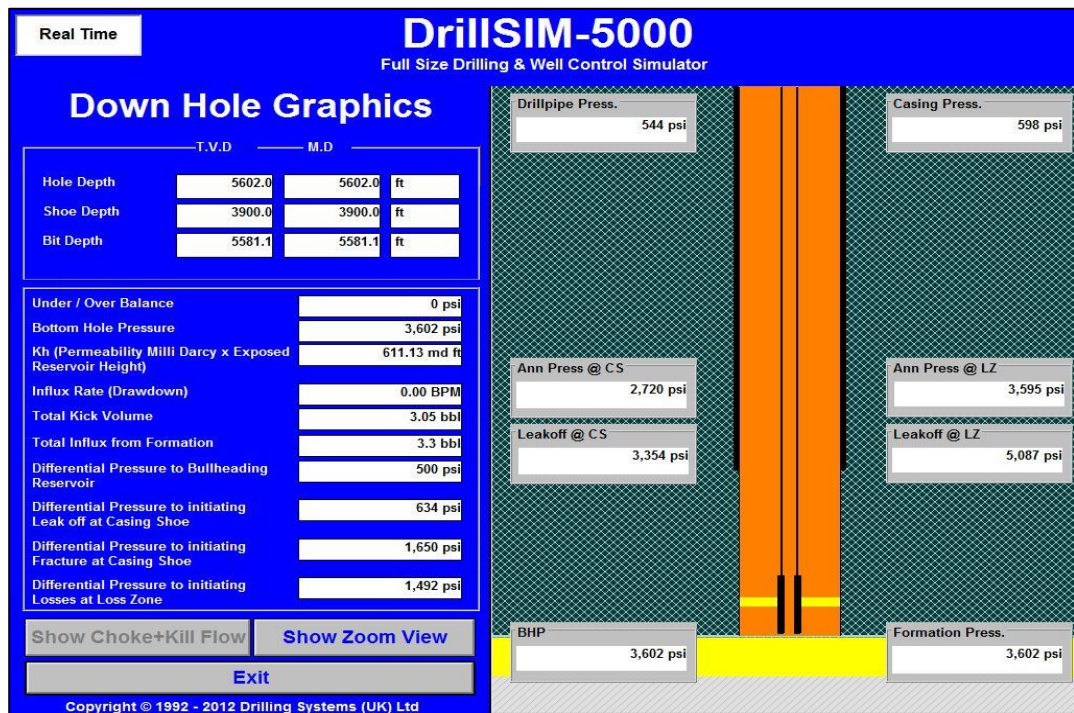 Real Time
DrillSIM-5000
Full Size Drilling & Well Control Simulator
Down Hole Graphics
T.V.D M.D
Hole Depth 5602.0 5602.0 ft
Shoe Depth 3900.0 3900.0 ft
Bit Depth 5581.1 5581.1 ft
Under / Over Balance 0 psi
Bottom Hole Pressure 3,602 psi
Kh (Permeability Milli Darcy x Exposed 611.13 md ft
Reservoir Height)
Influx Rate (Drawdown) 0.00 BPM
Total Kick Volume 3.05 bbl
Total Influx from Formation 3.3 bbl
Differential Pressure to Bullheading 500 psi
Reservoir
Differential Pressure to initiating 634 psi
Leak off at Casing Shoe
Differential Pressure to initiating 1,650 psi
Fracture at Casing Shoe
Differential Pressure to initiating 1,492 psi
Losses at Loss Zone
Show Choke+Kill Flow Show Zoom View
Exit
Copyright © 1992 - 2012 Drilling Systems (UK) Ltd
Drillpipe Press.
544 psi
Casing Press.
598 psi
Ann Press @ CS
2,720 psi
Ann Press @ LZ
3,595 psi
Leakoff @ CS
3,354 psi
Leakoff @ LZ
5,087 psi
BHP
3,602 psi
Formation Press.
3,602 psi